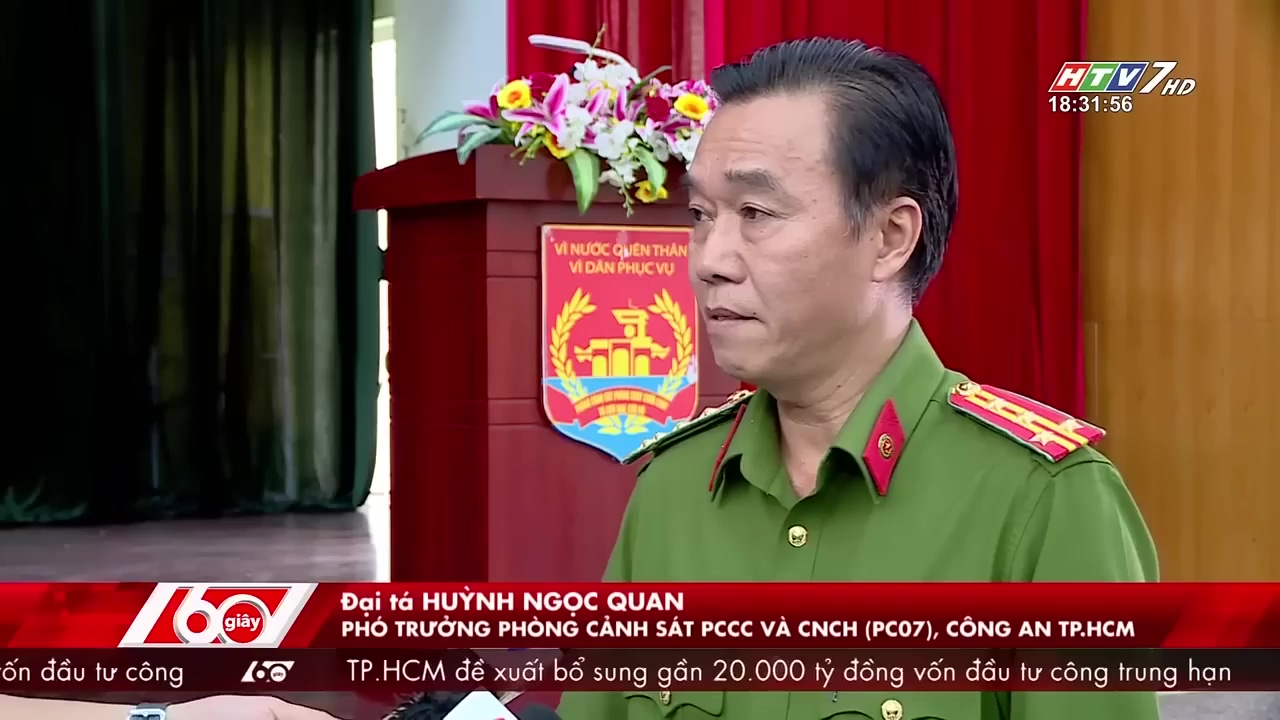 HTV7 HD
18:31:56
VÌ NƯỚC QUÊN THÂN
VÌ DÂN PHỤC VỤ
60 giây
Đại tá HUỲNH NGỌC QUAN
PHÓ TRƯỞNG PHÒNG CẢNH SÁT PCCC VÀ CNCH (PC07), CÔNG AN TP.HCM
vốn đầu tư công 60s TP.HCM đề xuất bổ sung gần 20.000 tỷ đồng vốn đầu tư công trung hạn